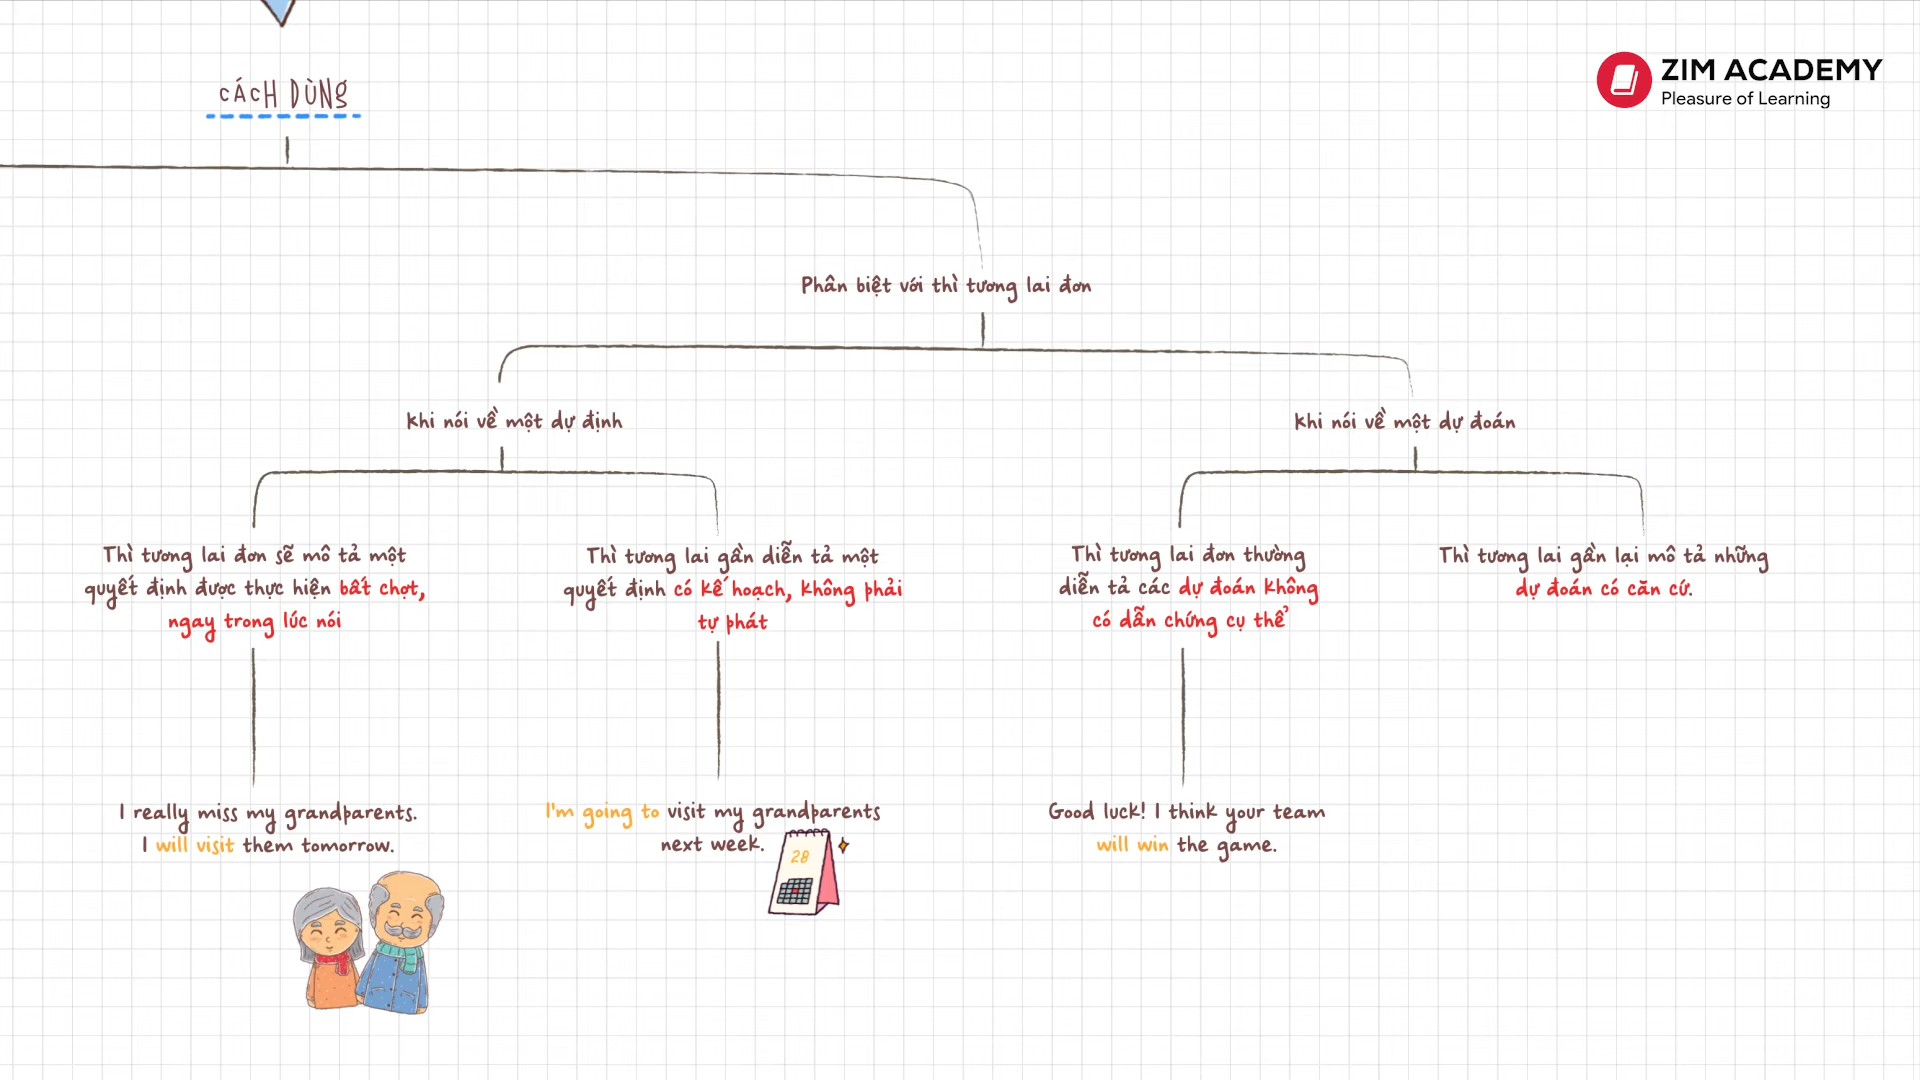 CÁCH DÙNG
ZIM ACADEMY
Pleasure of Learning
Phân biệt với thì tương lai đơn
Khi nói về một dự định
Khi nói về một dự đoán
Thì tương lai đơn sẽ mô tả một
quyết định được thực hiện bất chợt,
ngay trong lúc nói
Thì tương lai gần diễn tả một
quyết định có kế hoạch, không phải
tự phát
Thì tương lai đơn thường
diễn tả các dự đoán không
có dẫn chứng cụ thể
Thì tương lai gần lại mô tả những
dự đoán có căn cứ.
I really miss my grandparents.
I will visit them tomorrow.
I'm going to visit my grandparents
next week.
28
Good luck! I think your team
will win the game.